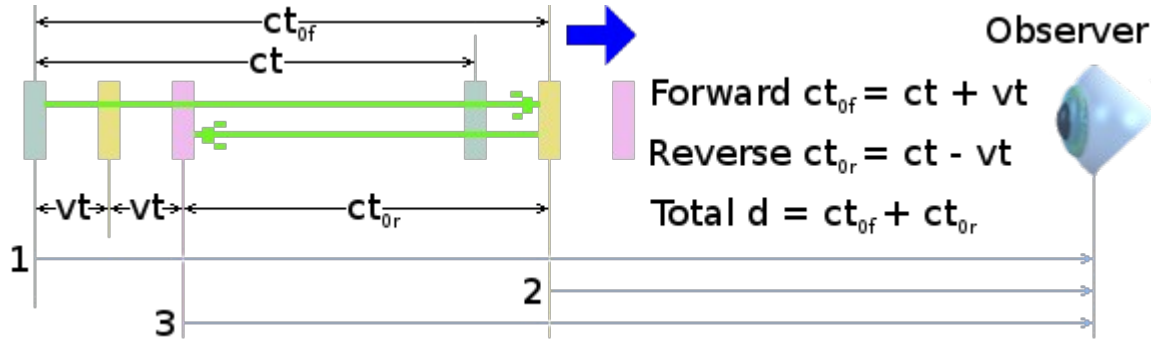 ct₀f
Observer
ct
Forward ct₀f = ct + vt
Reverse ct₀r = ct - vt
vt vt ct₀r
Total d = ct₀f + ct₀r
1
2
3